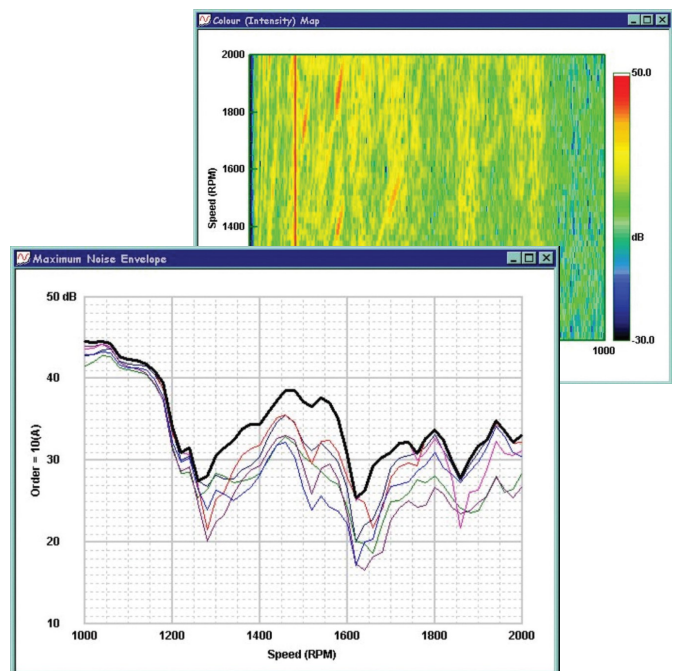 Colour (Intensity) Map
2000
1800
1600
1400
Speed (RPM)
50.0
dB
-30.0
1000
Maximum Noise Envelope
50 dB
40
30
20
10
Order = 10(A)
1000
1200
1400
1600
1800
2000
Speed (RPM)